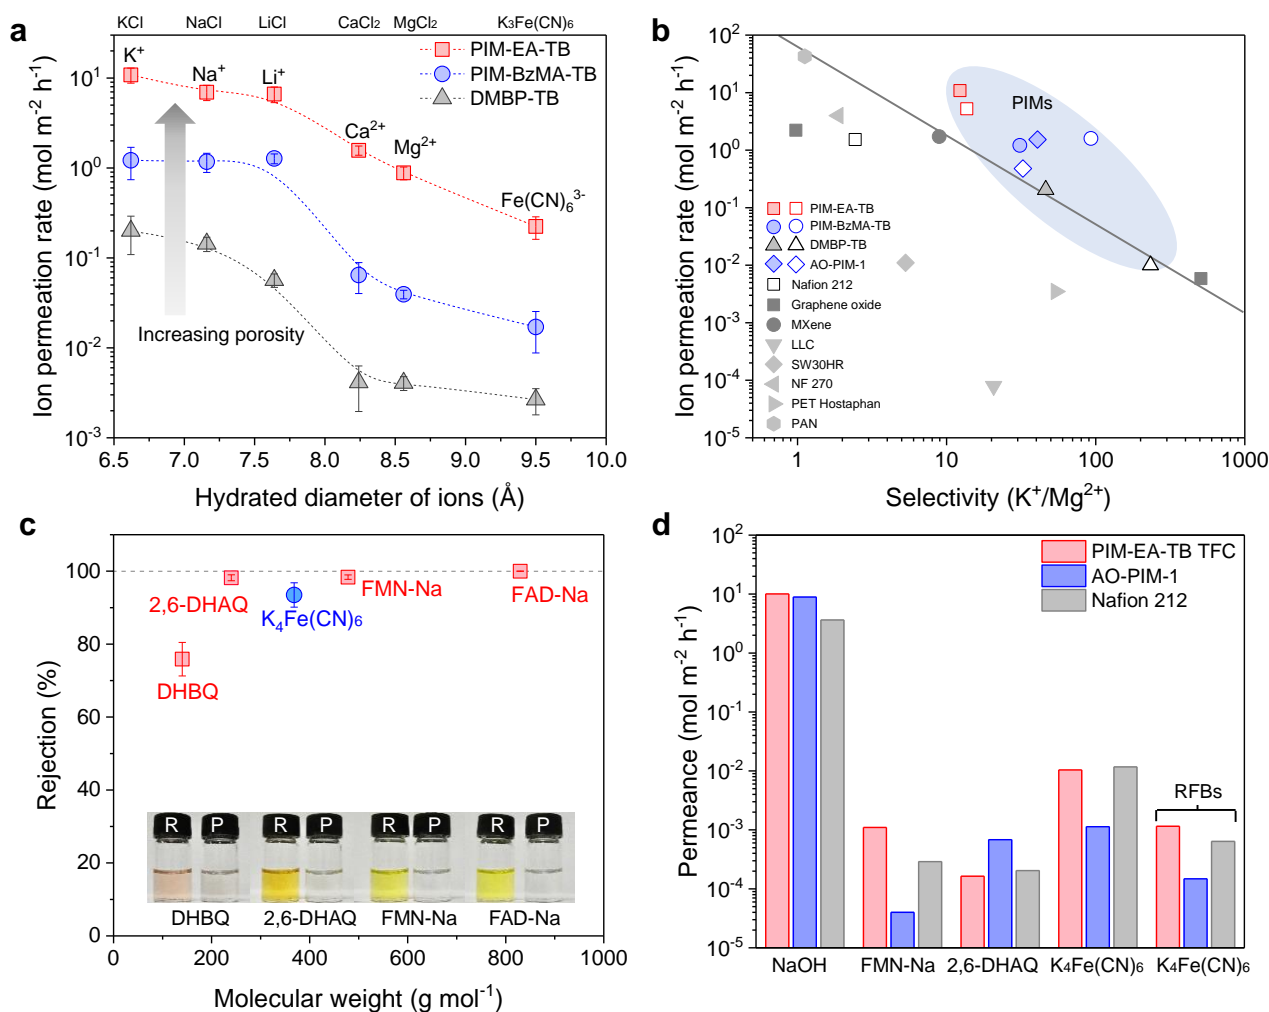 a
KCl NaCl LiCl CaCl₂ MgCl₂ K₃Fe(CN)₆
K⁺
Na⁺
Li⁺
Ca²⁺
Mg²⁺
Fe(CN)₆³⁻
PIM-EA-TB
PIM-BzMA-TB
DMBP-TB
Increasing porosity
Ion permeation rate (mol m⁻² h⁻¹)
10¹
10⁰
10⁻¹
10⁻²
10⁻³
6.5 7.0 7.5 8.0 8.5 9.0 9.5 10.0
Hydrated diameter of ions (Å)
b
Ion permeation rate (mol m⁻² h⁻¹)
10²
10¹
10⁰
10⁻¹
10⁻²
10⁻³
10⁻⁴
10⁻⁵
PIMs
PIM-EA-TB
PIM-BzMA-TB
DMBP-TB
AO-PIM-1
Nafion 212
Graphene oxide
MXene
LLC
SW30HR
NF 270
PET Hostaphan
PAN
1 10 100 1000
Selectivity (K⁺/Mg²⁺)
c
Rejection (%)
100
80
60
40
20
0
2,6-DHAQ
FMN-Na
FAD-Na
K₄Fe(CN)₆
DHBQ
R P R P R P R P
DHBQ 2,6-DHAQ FMN-Na FAD-Na
0 200 400 600 800 1000
Molecular weight (g mol⁻¹)
d
Permeance (mol m⁻² h⁻¹)
10²
10¹
10⁰
10⁻¹
10⁻²
10⁻³
10⁻⁴
10⁻⁵
PIM-EA-TB TFC
AO-PIM-1
Nafion 212
RFBs
NaOH FMN-Na 2,6-DHAQ K₄Fe(CN)₆ K₄Fe(CN)₆